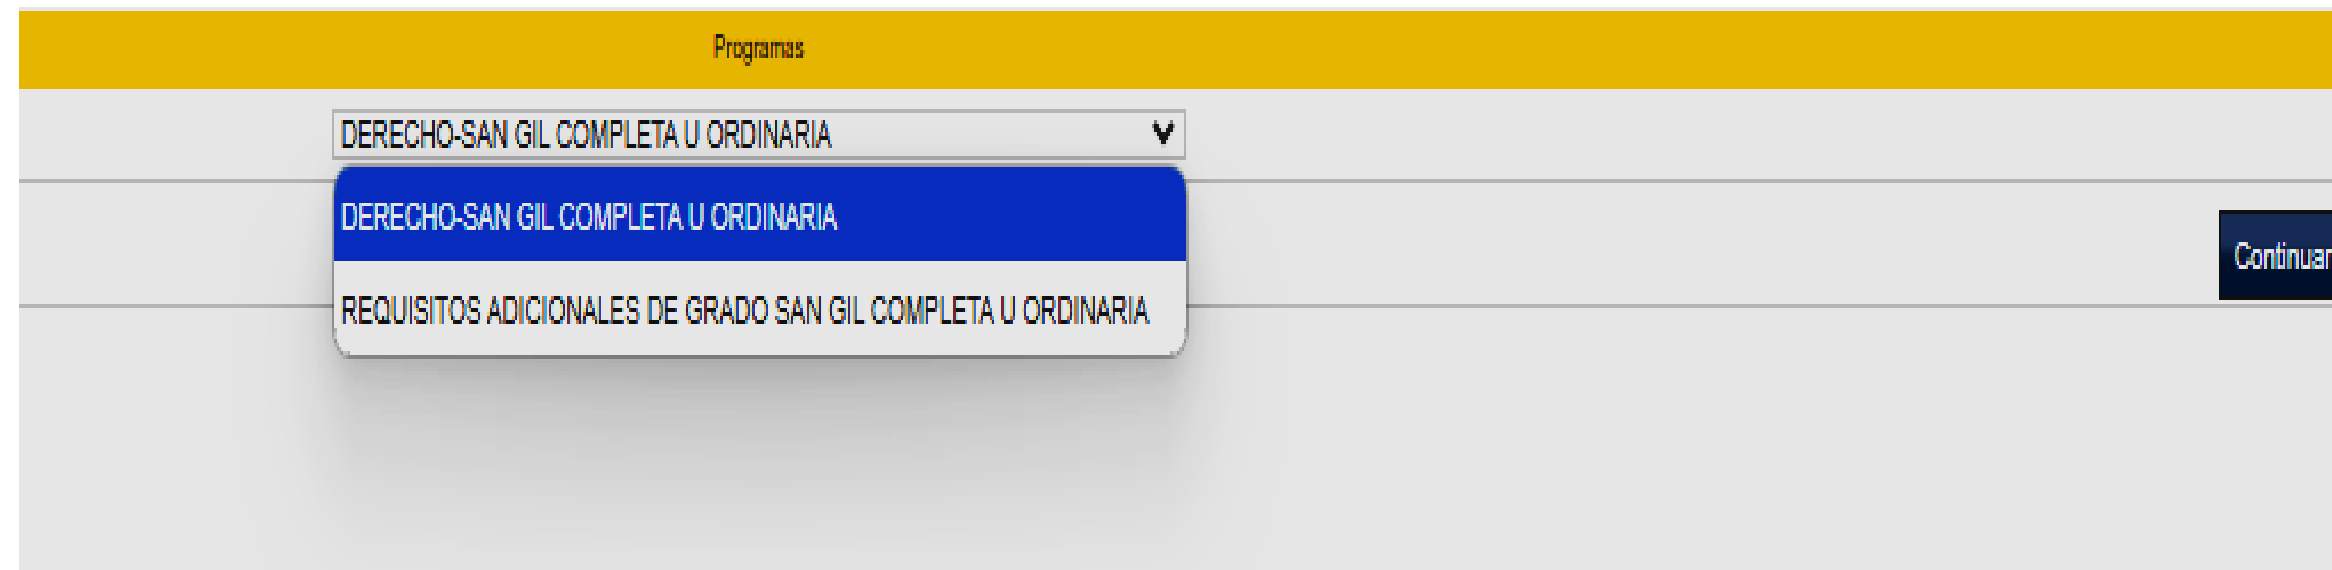 Programas
DERECHO-SAN GIL COMPLETA U ORDINARIA
DERECHO-SAN GIL COMPLETA U ORDINARIA
Continuar
REQUISITOS ADICIONALES DE GRADO SAN GIL COMPLETA U ORDINARIA